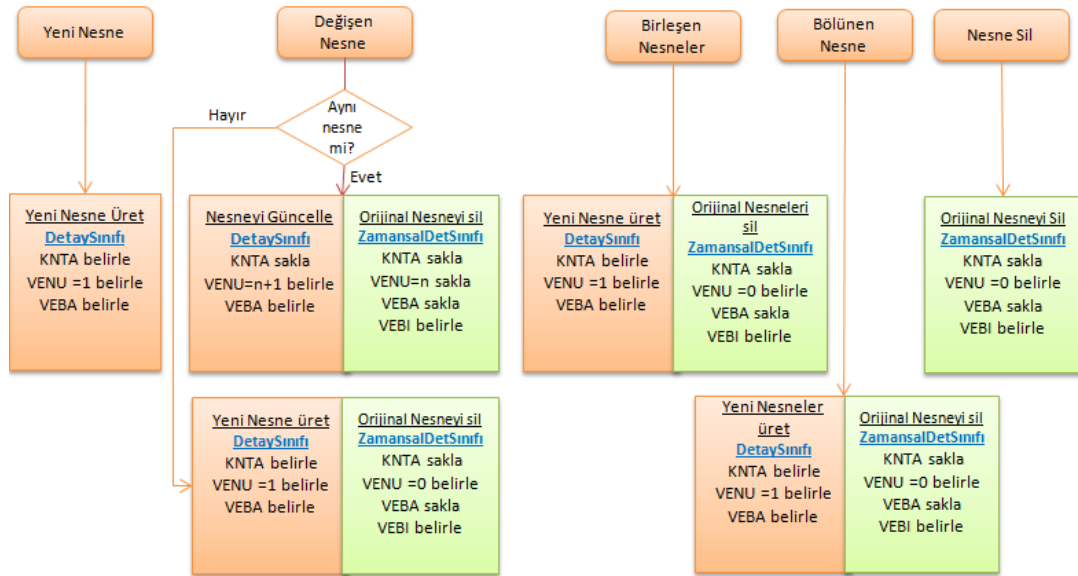 Yeni Nesne
Değişen
Nesne
Birleşen
Nesneler
Bölünen
Nesne
Nesne Sil
Aynı
nesne
mi?
Hayır
Evet
Yeni Nesne Üret
DetaySınıfı
KNTA belirle
VENU =1 belirle
VEBA belirle
Nesneyi Güncelle
DetaySınıfı
KNTA sakla
VENU=n+1 belirle
VEBA belirle
Orijinal Nesneyi sil
ZamansalDetSınıfı
KNTA sakla
VENU=n sakla
VEBA sakla
VEBI belirle
Yeni Nesne üret
DetaySınıfı
KNTA belirle
VENU =1 belirle
VEBA belirle
Orijinal Nesneleri
sil
ZamansalDetSınıfı
KNTA sakla
VENU =0 belirle
VEBA sakla
VEBI belirle
Orijinal Nesneyi Sil
ZamansalDetSınıfı
KNTA sakla
VENU =0 belirle
VEBA sakla
VEBI belirle
Yeni Nesne üret
DetaySınıfı
KNTA belirle
VENU =1 belirle
VEBA belirle
Orijinal Nesneyi sil
ZamansalDetSınıfı
KNTA sakla
VENU =0 belirle
VEBA sakla
VEBI belirle
Yeni Nesneler
üret
DetaySınıfı
KNTA belirle
VENU =1 belirle
VEBA belirle
Orijinal Nesneyi sil
ZamansalDetSınıfı
KNTA sakla
VENU =0 belirle
VEBA sakla
VEBI belirle